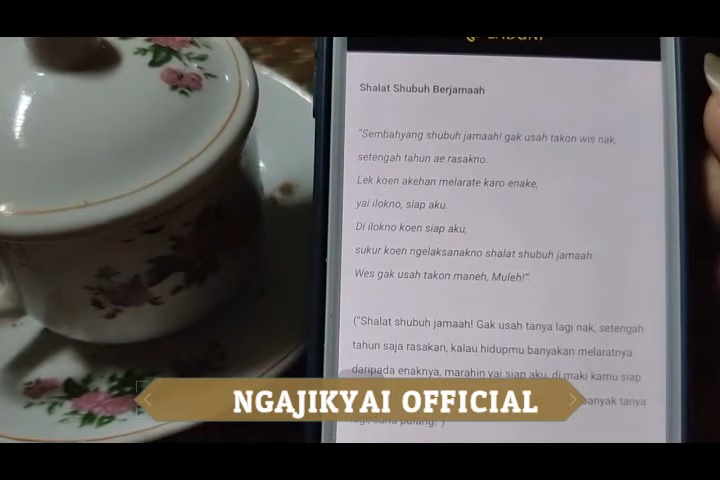 Shalat Shubuh Berjamaah
"Sembahyang shubuh jamaah! gak usah takon wis nak,
setengah tahun ae rasakno.
Lek koen akehan melarate karo enake,
yai ilokno, siap aku.
Di ilokno koen siap aku,
sukur koen ngelaksanakno shalat shubuh jamaah.
Wes gak usah takon maneh, Muleh!"
("Shalat shubuh jamaah! Gak usah tanya lagi nak, setengah
tahun saja rasakan, kalau hidupmu banyakan melaratnya
daripada enaknya, marahin yai siap aku, di maki kamu siap
banyak tanya
NGAJIKYAI OFFICIAL